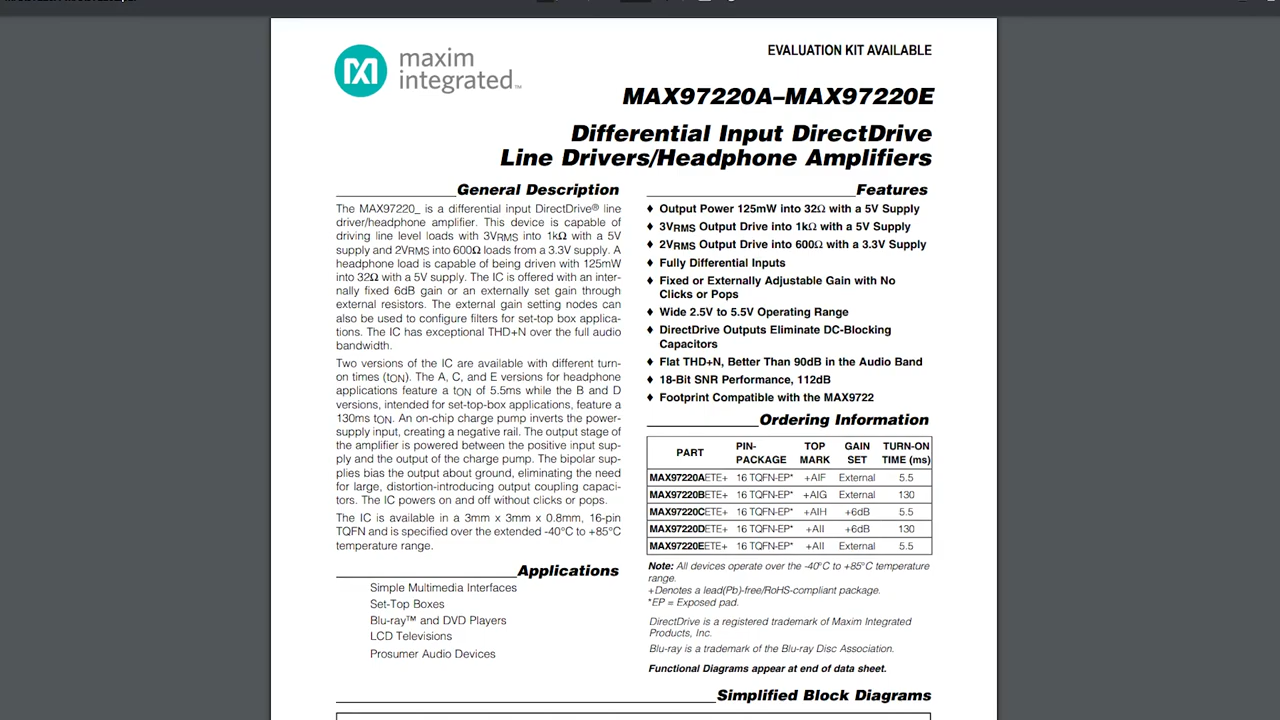 maxim
integrated™
EVALUATION KIT AVAILABLE
MAX97220A–MAX97220E
Differential Input DirectDrive
Line Drivers/Headphone Amplifiers
General Description
The MAX97220_ is a differential input DirectDrive® line
driver/headphone amplifier. This device is capable of
driving line level loads with 3VRMS into 1kΩ with a 5V
supply and 2VRMS into 600Ω loads from a 3.3V supply. A
headphone load is capable of being driven with 125mW
into 32Ω with a 5V supply. The IC is offered with an inter-
nally fixed 6dB gain or an externally set gain through
external resistors. The external gain setting nodes can
also be used to configure filters for set-top box applica-
tions. The IC has exceptional THD+N over the full audio
bandwidth.
Two versions of the IC are available with different turn-
on times (tON). The A, C, and E versions for headphone
applications feature a tON of 5.5ms while the B and D
versions, intended for set-top-box applications, feature a
130ms tON. An on-chip charge pump inverts the power-
supply input, creating a negative rail. The output stage of
the amplifier is powered between the positive input sup-
ply and the output of the charge pump. The bipolar sup-
plies bias the output about ground, eliminating the need
for large, distortion-introducing output coupling capaci-
tors. The IC powers on and off without clicks or pops.
The IC is available in a 3mm x 3mm x 0.8mm, 16-pin
TQFN and is specified over the extended -40°C to +85°C
temperature range.
Applications
Simple Multimedia Interfaces
Set-Top Boxes
Blu-ray™ and DVD Players
LCD Televisions
Prosumer Audio Devices
Features
♦ Output Power 125mW into 32Ω with a 5V Supply
♦ 3VRMS Output Drive into 1kΩ with a 5V Supply
♦ 2VRMS Output Drive into 600Ω with a 3.3V Supply
♦ Fully Differential Inputs
♦ Fixed or Externally Adjustable Gain with No
Clicks or Pops
♦ Wide 2.5V to 5.5V Operating Range
♦ DirectDrive Outputs Eliminate DC-Blocking
Capacitors
♦ Flat THD+N, Better Than 90dB in the Audio Band
♦ 18-Bit SNR Performance, 112dB
♦ Footprint Compatible with the MAX9722
Ordering Information
PART PIN-PACKAGE TOP MARK GAIN SET TURN-ON TIME (ms)
MAX97220AETE+ 16 TQFN-EP* +AIF External 5.5
MAX97220BETE+ 16 TQFN-EP* +AIG External 130
MAX97220CETE+ 16 TQFN-EP* +AIH +6dB 5.5
MAX97220DETE+ 16 TQFN-EP* +AII +6dB 130
MAX97220EETE+ 16 TQFN-EP* +AII External 5.5
Note: All devices operate over the -40°C to +85°C temperature
range.
+Denotes a lead(Pb)-free/RoHS-compliant package.
*EP = Exposed pad.
DirectDrive is a registered trademark of Maxim Integrated
Products, Inc.
Blu-ray is a trademark of the Blu-ray Disc Association.
Functional Diagrams appear at end of data sheet.
Simplified Block Diagrams